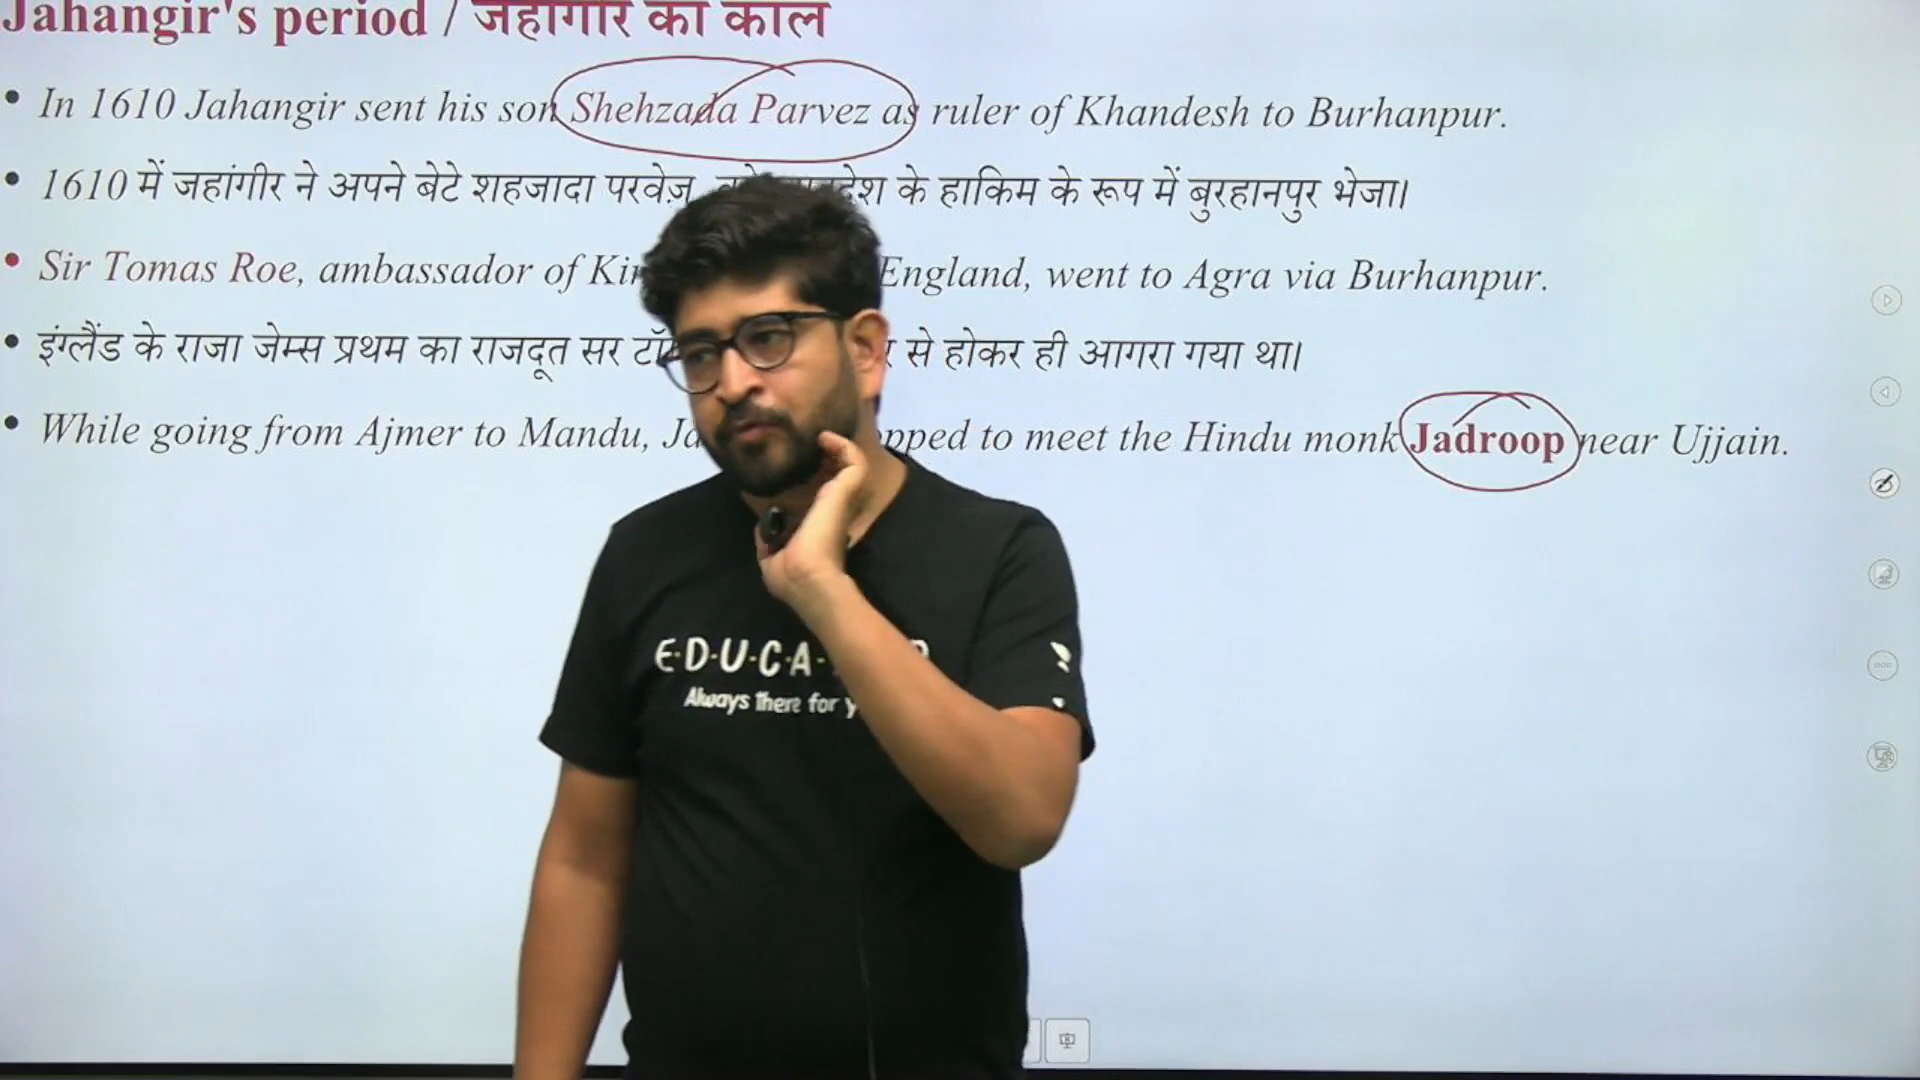 Jahangir's period / जहांगीर का काल
• In 1610 Jahangir sent his son Shehzada Parvez as ruler of Khandesh to Burhanpur.
• 1610 में जहांगीर ने अपने बेटे शहजादा परवेज़ के हाकिम के रूप में बुरहानपुर भेजा।
• Sir Tomas Roe, ambassador of England, went to Agra via Burhanpur.
• इंग्लैंड के राजा जेम्स प्रथम का राजदूत सर से होकर ही आगरा गया था।
• While going from Ajmer to Mandu, to meet the Hindu monk Jadroop near Ujjain.
Always there for